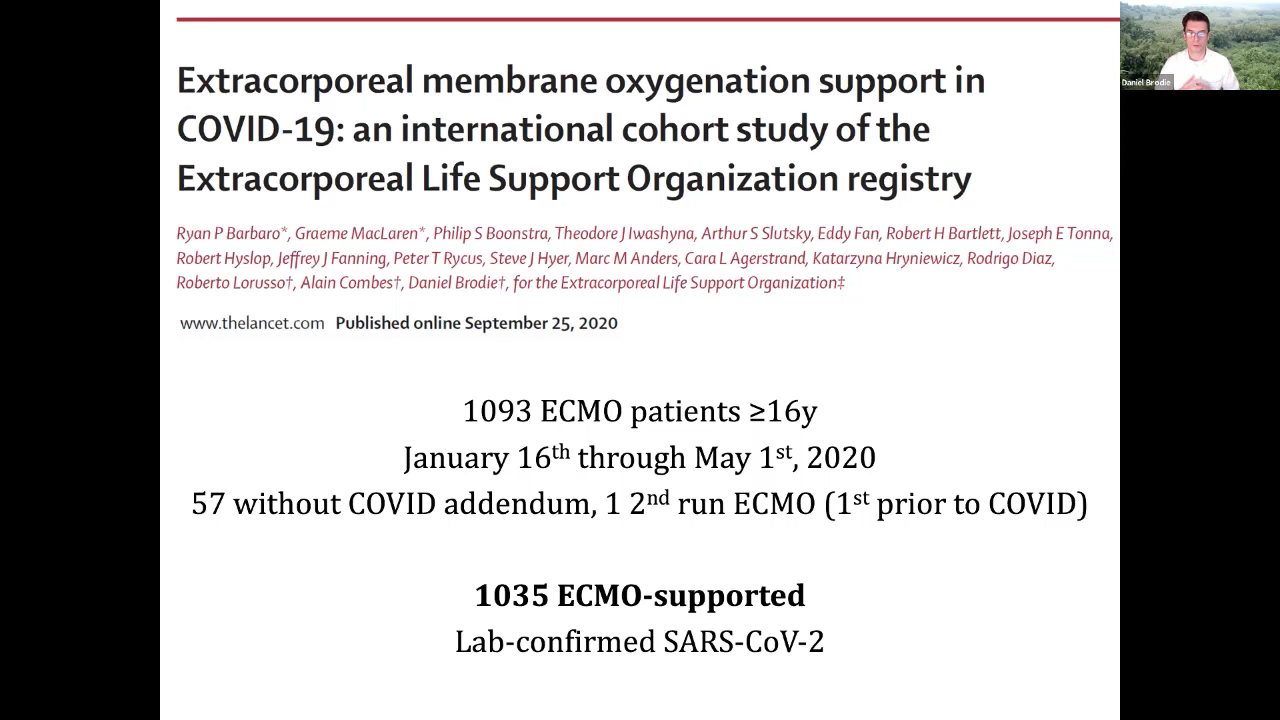 Extracorporeal membrane oxygenation support in
COVID-19: an international cohort study of the
Extracorporeal Life Support Organization registry
Ryan P Barbaro*, Graeme MacLaren*, Philip S Boonstra, Theodore J Iwashyna, Arthur S Slutsky, Eddy Fan, Robert H Bartlett, Joseph E Tonna,
Robert Hyslop, Jeffrey J Fanning, Peter T Rycus, Steve J Hyer, Marc M Anders, Cara L Agerstrand, Katarzyna Hryniewicz, Rodrigo Diaz,
Roberto Lorusso†, Alain Combes†, Daniel Brodie†, for the Extracorporeal Life Support Organization‡
www.thelancet.com Published online September 25, 2020
1093 ECMO patients ≥16y
January 16th through May 1st, 2020
57 without COVID addendum, 1 2nd run ECMO (1st prior to COVID)
1035 ECMO-supported
Lab-confirmed SARS-CoV-2
Daniel Brodie